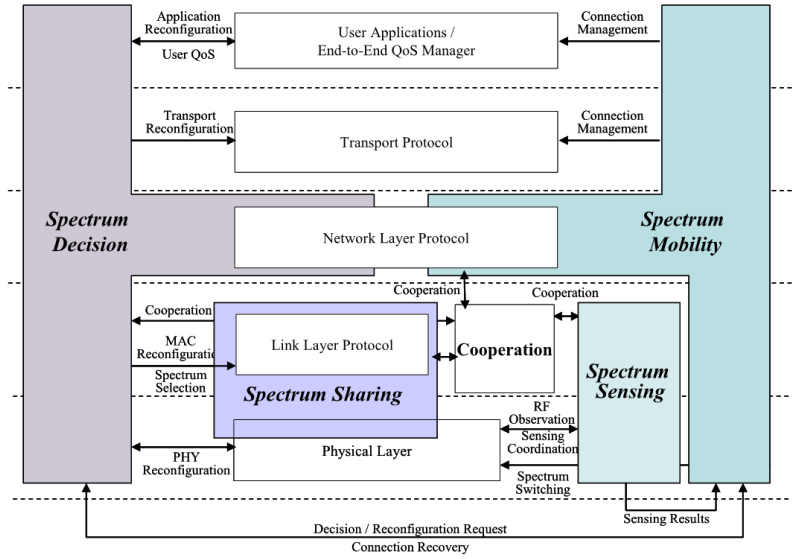 Application
Reconfiguration
User QoS
User Applications /
End-to-End QoS Manager
Connection
Management
Transport
Reconfiguration
Transport Protocol
Connection
Management
Spectrum
Decision
Network Layer Protocol
Spectrum
Mobility
Cooperation
Cooperation
Cooperation
MAC
Reconfiguratio
Spectrum
Selection
Link Layer Protocol
Spectrum Sharing
Cooperation
Spectrum
Sensing
RF
Observation
Sensing
Coordination
PHY
Reconfiguration
Physical Layer
Spectrum
Switching
Sensing Results
Decision / Reconfiguration Request
Connection Recovery